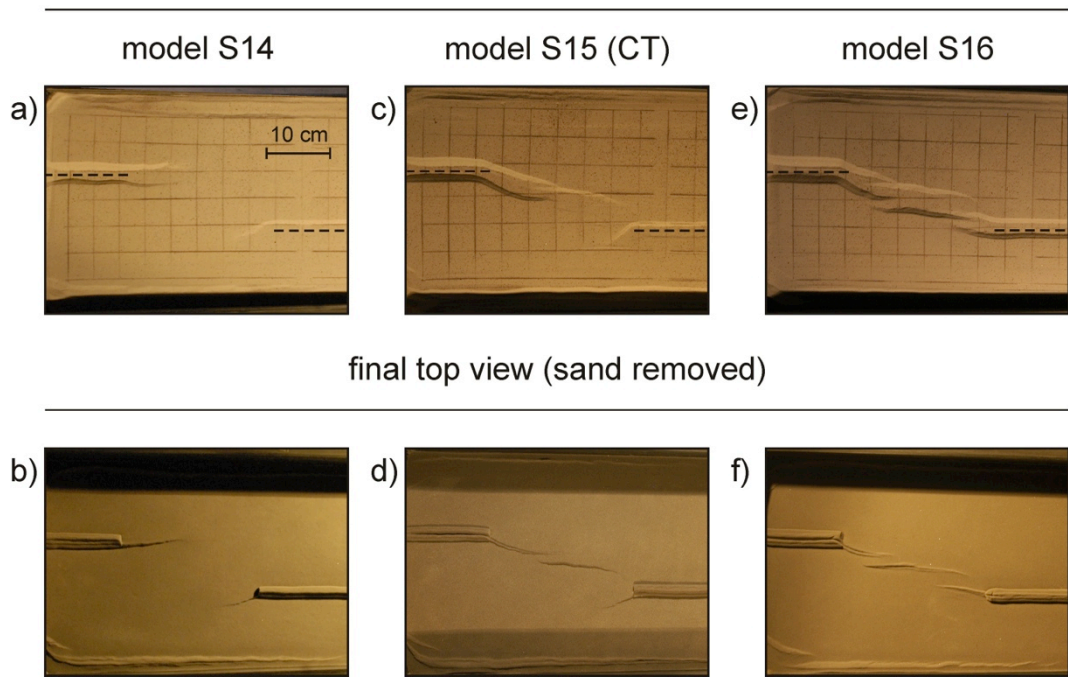 model S14
model S15 (CT)
model S16
a)
c)
e)
10 cm
final top view (sand removed)
b)
d)
f)